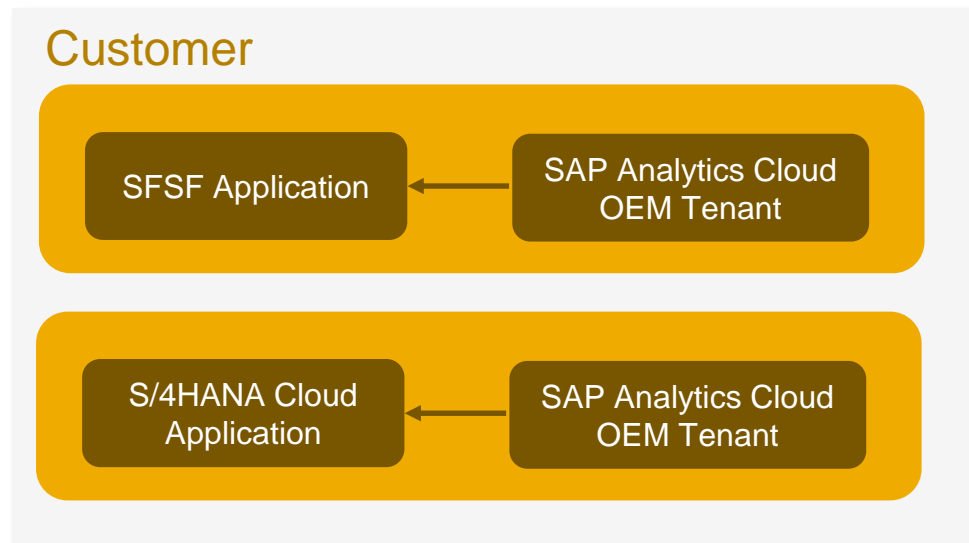 Customer
SFSF Application
SAP Analytics Cloud
OEM Tenant
S/4HANA Cloud
Application
SAP Analytics Cloud
OEM Tenant